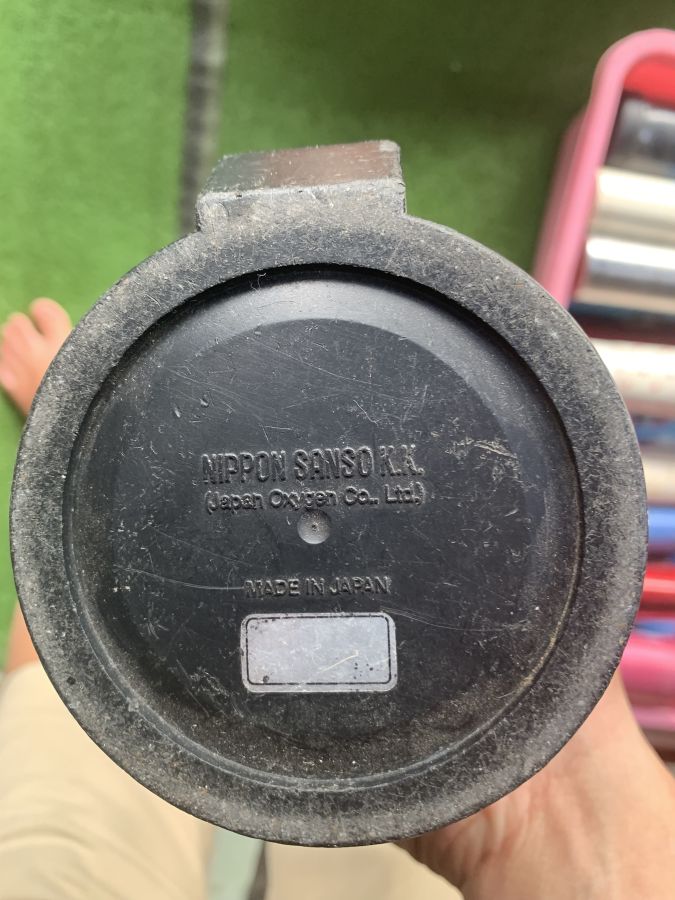 NIPPON SANSO K.K.
(Japan Oxygen Co., Ltd.)
MADE IN JAPAN